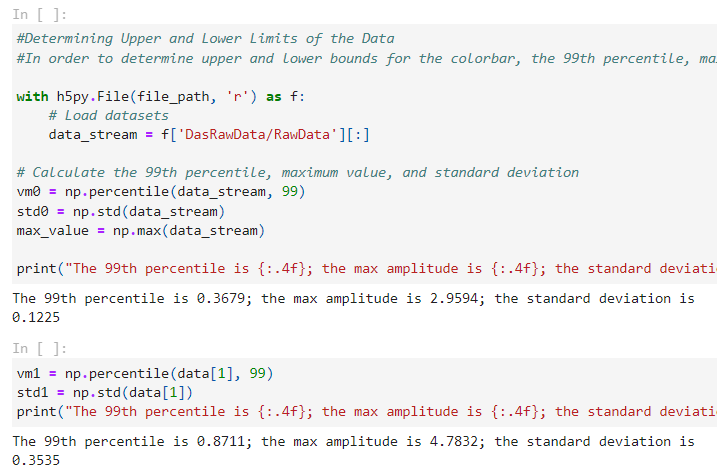 In [ ]:
#Determining Upper and Lower Limits of the Data
#In order to determine upper and lower bounds for the colorbar, the 99th percentile,
with h5py.File(file_path, 'r') as f:
    # Load datasets
    data_stream = f['DasRawData/RawData'][:]
# Calculate the 99th percentile, maximum value, and standard deviation
vm0 = np.percentile(data_stream, 99)
std0 = np.std(data_stream)
max_value = np.max(data_stream)
print("The 99th percentile is {:.4f}; the max amplitude is {:.4f}; the standard deviati
The 99th percentile is 0.3679; the max amplitude is 2.9594; the standard deviation is
0.1225
In [ ]:
vm1 = np.percentile(data[1], 99)
std1 = np.std(data[1])
print("The 99th percentile is {:.4f}; the max amplitude is {:.4f}; the standard deviati
The 99th percentile is 0.8711; the max amplitude is 4.7832; the standard deviation is
0.3535